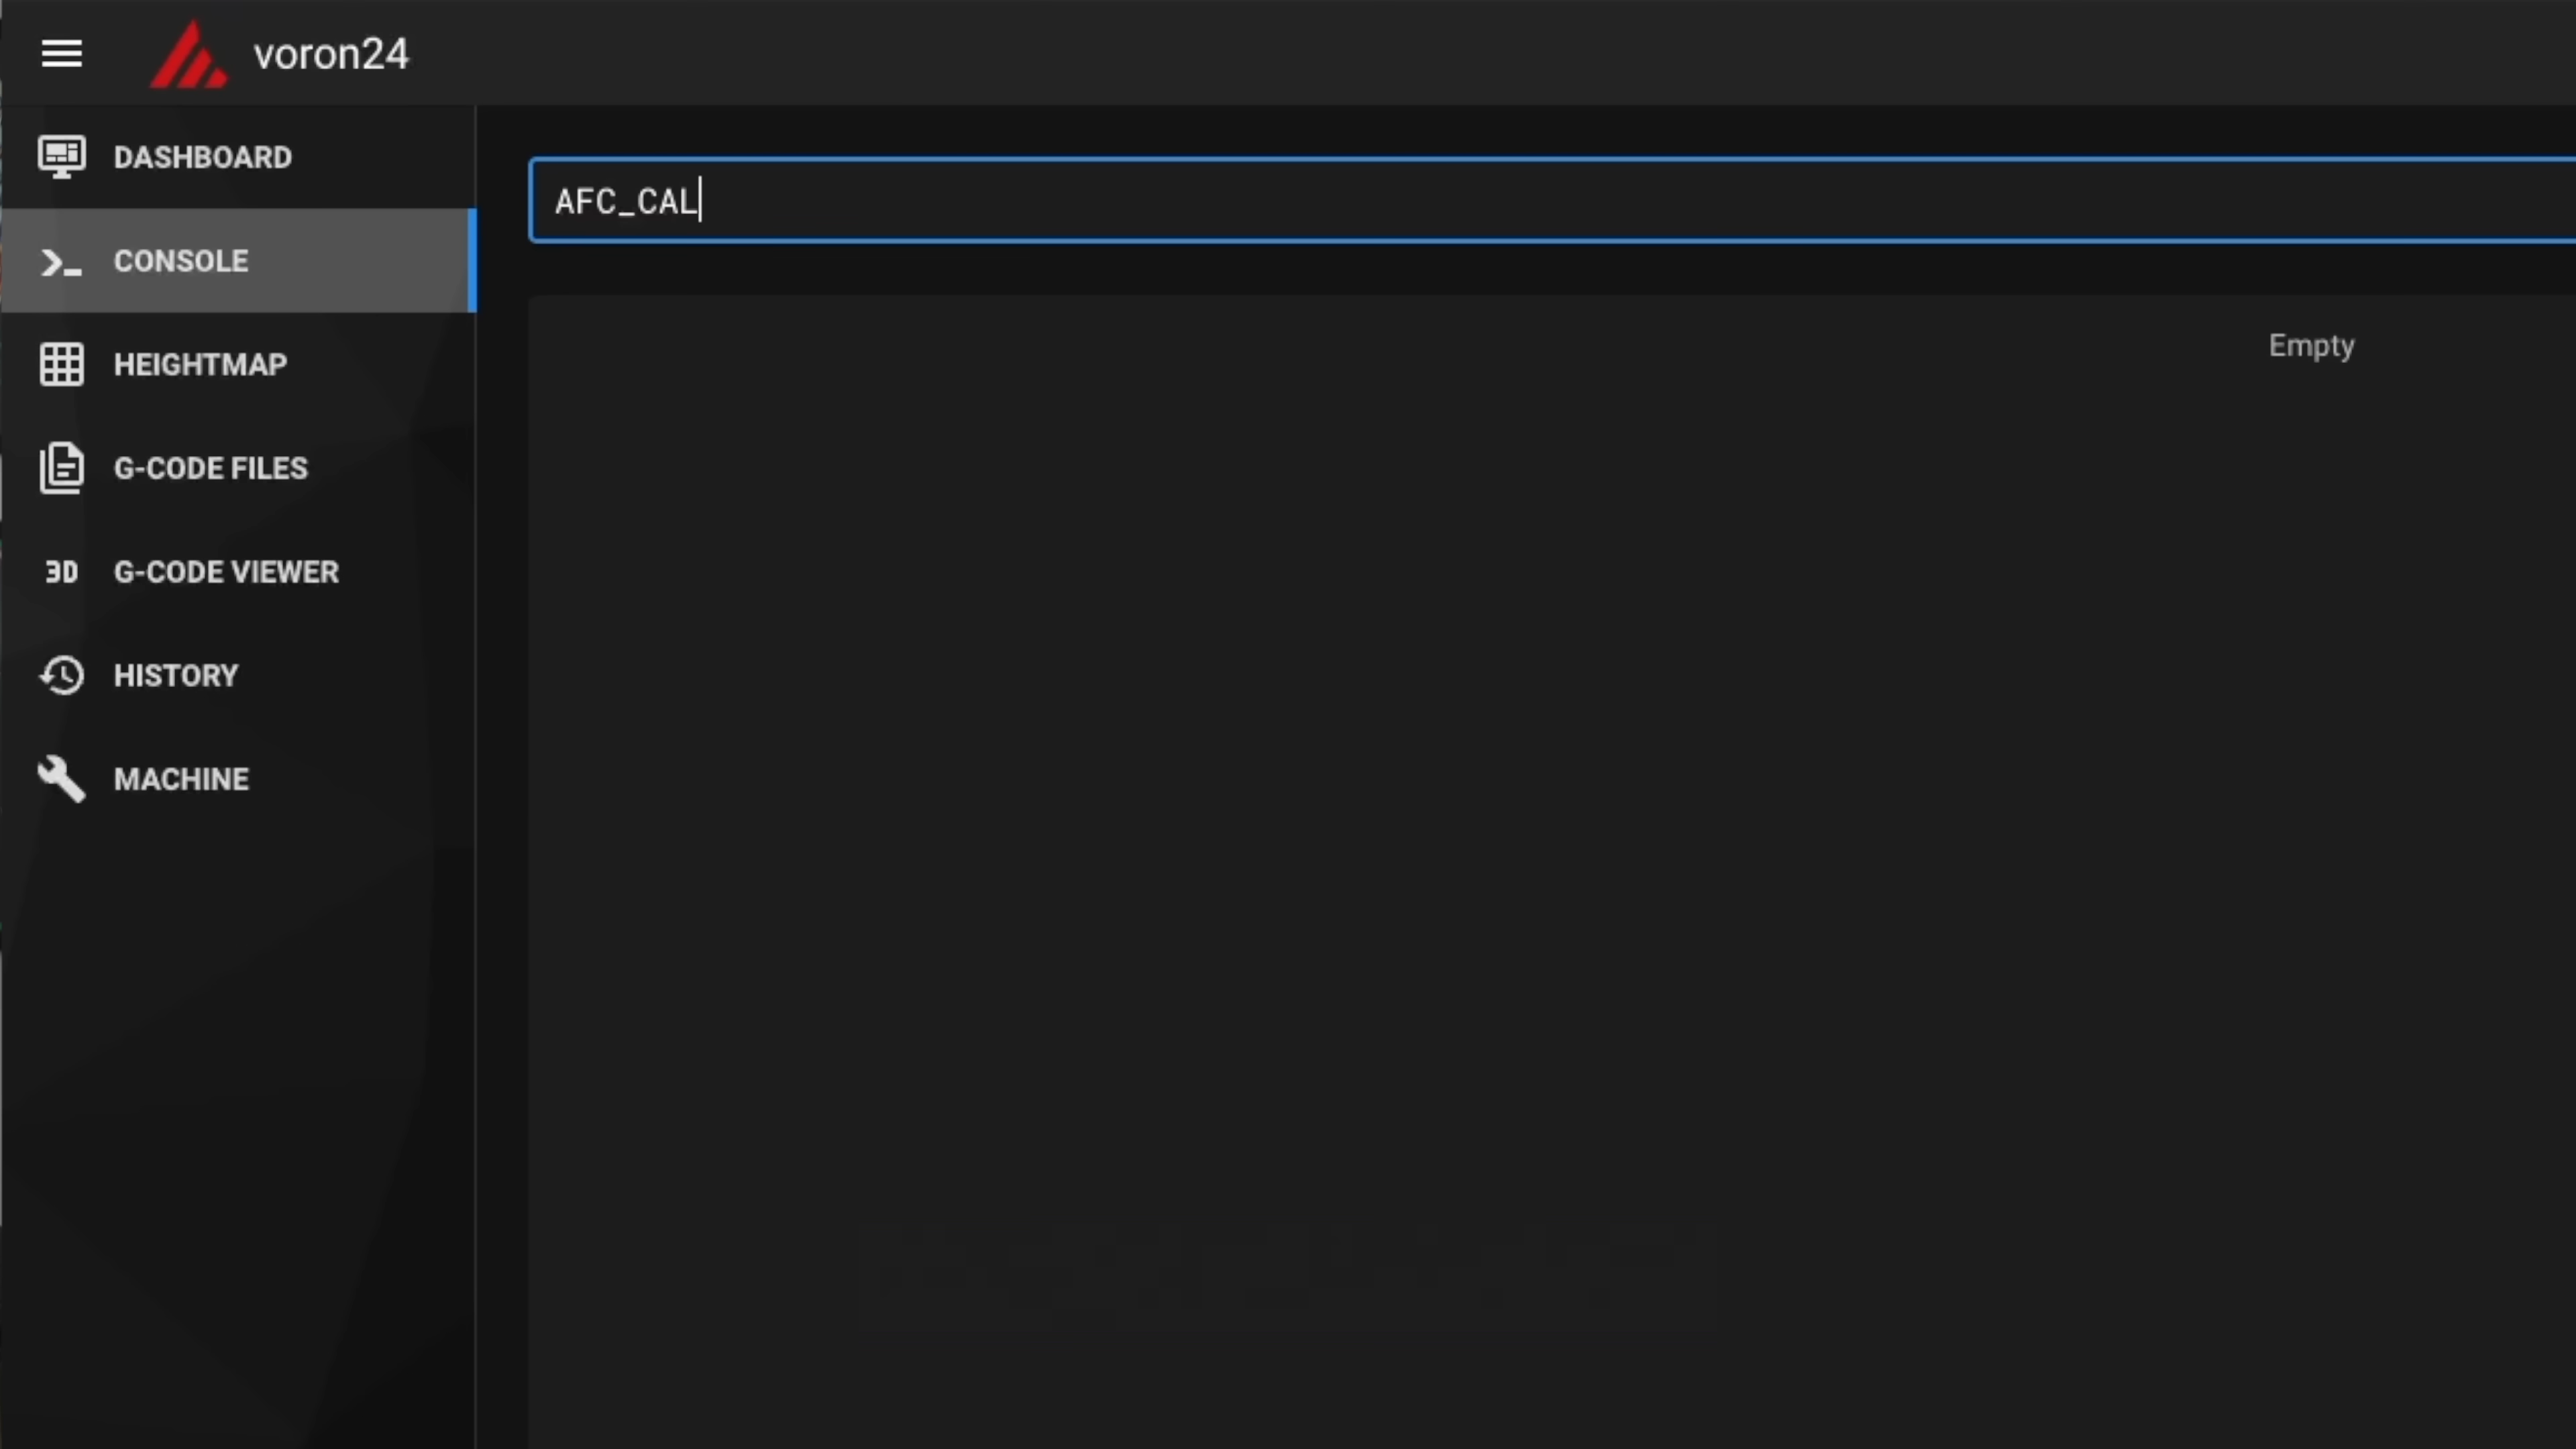 voron24
DASHBOARD
CONSOLE
HEIGHTMAP
G-CODE FILES
3D G-CODE VIEWER
HISTORY
MACHINE
AFC_CAL
Empty